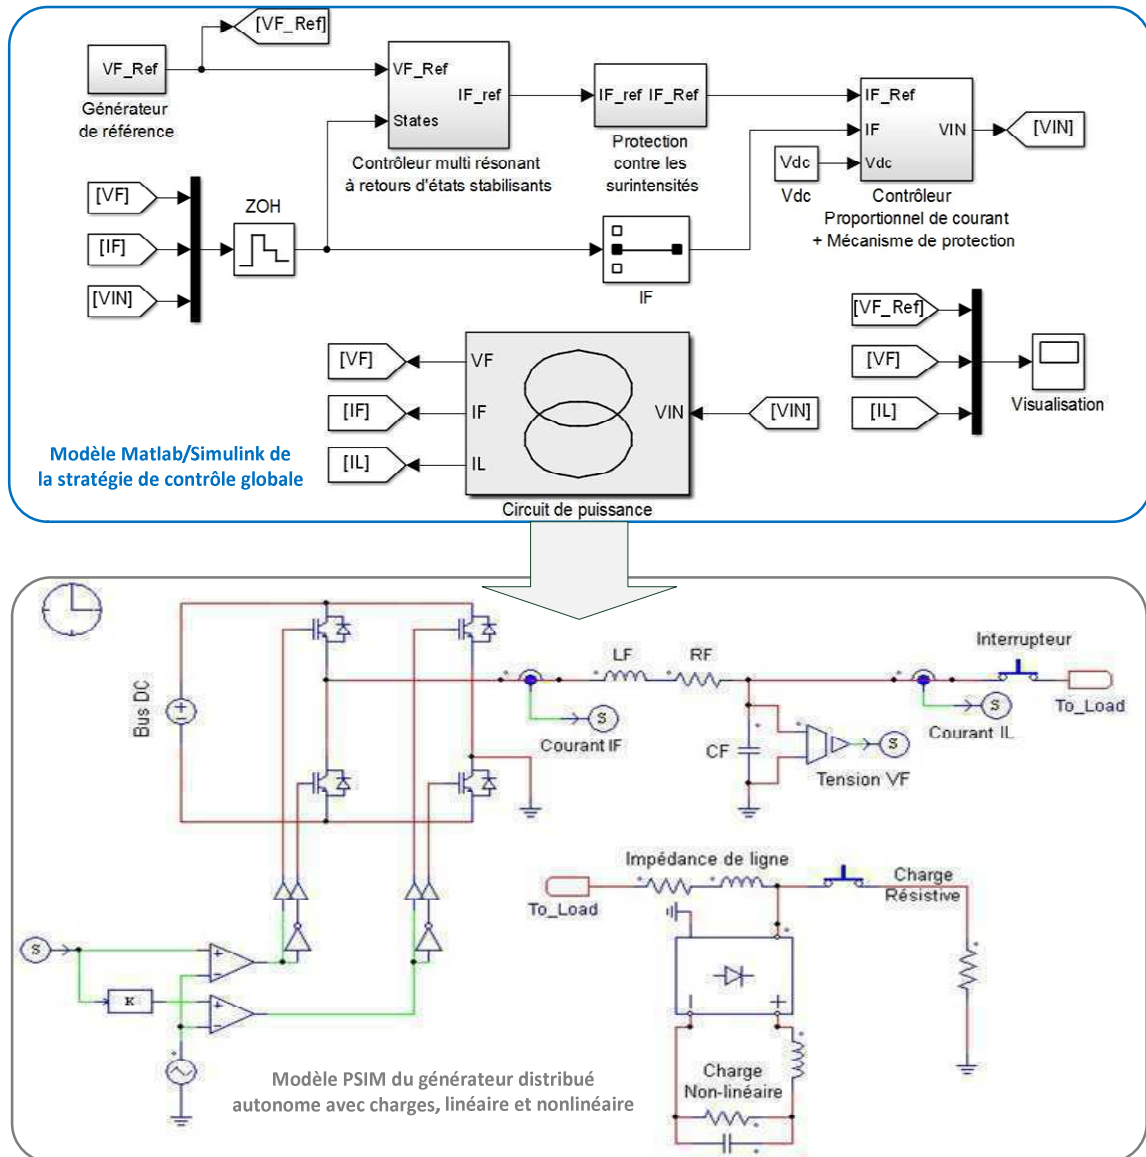 [VF_Ref]
VF_Ref
Générateur
de référence
VF_Ref
IF_ref
States
Contrôleur multi résonant
à retours d'états stabilisants
IF_ref IF_Ref
Protection
contre les
surintensités
IF_Ref
IF
VIN
Vdc
Contrôleur
Proportionnel de courant
+ Mécanisme de protection
[VIN]
Vdc
Vdc
[VF]
[IF]
[VIN]
ZOH
IF
[VF]
[IF]
[IL]
VF
IF
VIN
IL
Circuit de puissance
[VIN]
[VF_Ref]
[VF]
[IL]
Visualisation
Modèle Matlab/Simulink de
la stratégie de contrôle globale
Bus DC
LF
RF
Interrupteur
S
Courant IF
CF
S
Tension VF
S
Courant IL
To_Load
Impédance de ligne
To_Load
Charge
Résistive
S
K
Charge
Non-linéaire
Modèle PSIM du générateur distribué
autonome avec charges, linéaire et nonlinéaire